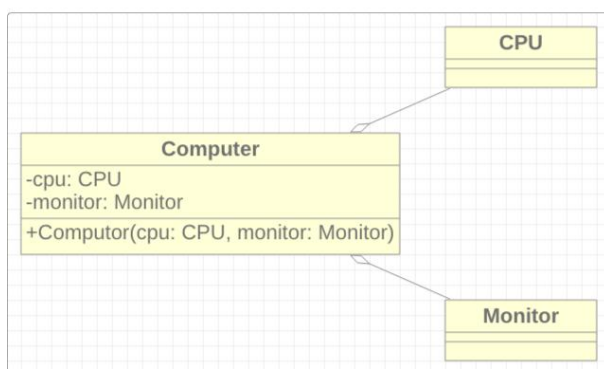 CPU
Computer
-cpu: CPU
-monitor: Monitor
+Computor(cpu: CPU, monitor: Monitor)
Monitor